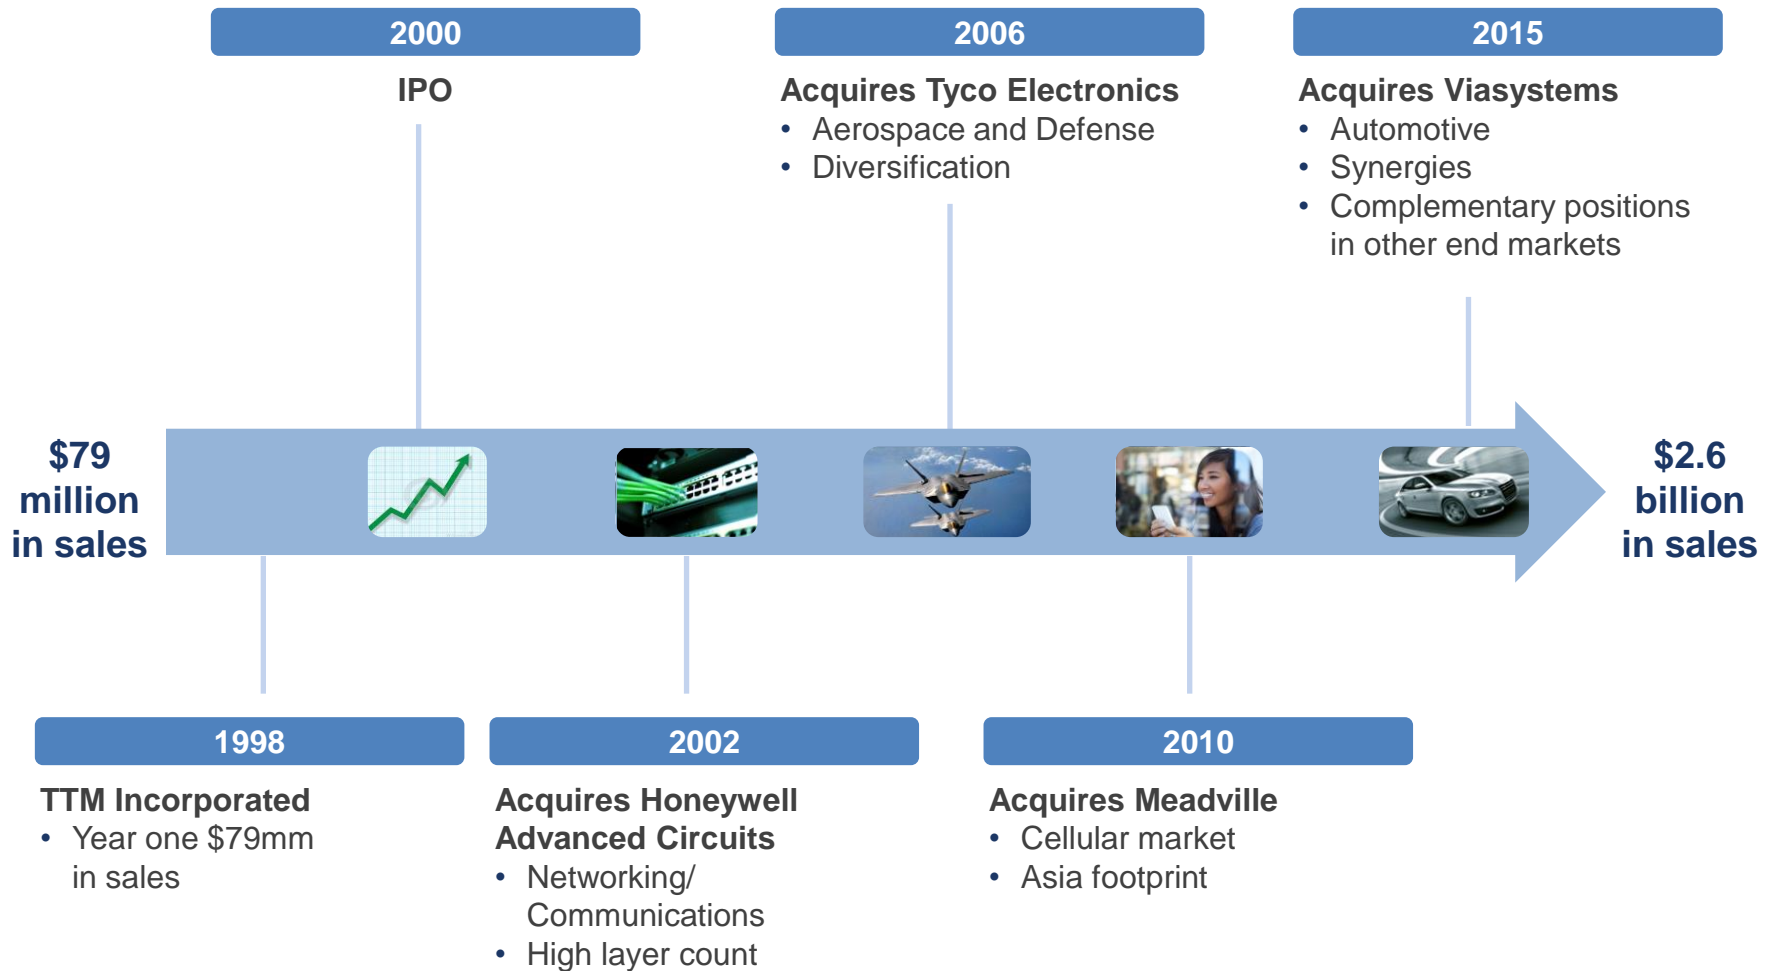 2000
IPO
2006
Acquires Tyco Electronics
• Aerospace and Defense
• Diversification
2015
Acquires Viasystems
• Automotive
• Synergies
• Complementary positions
in other end markets
$79
million
in sales
$2.6
billion
in sales
1998
TTM Incorporated
• Year one $79mm
in sales
2002
Acquires Honeywell
Advanced Circuits
• Networking/
Communications
• High layer count
2010
Acquires Meadville
• Cellular market
• Asia footprint